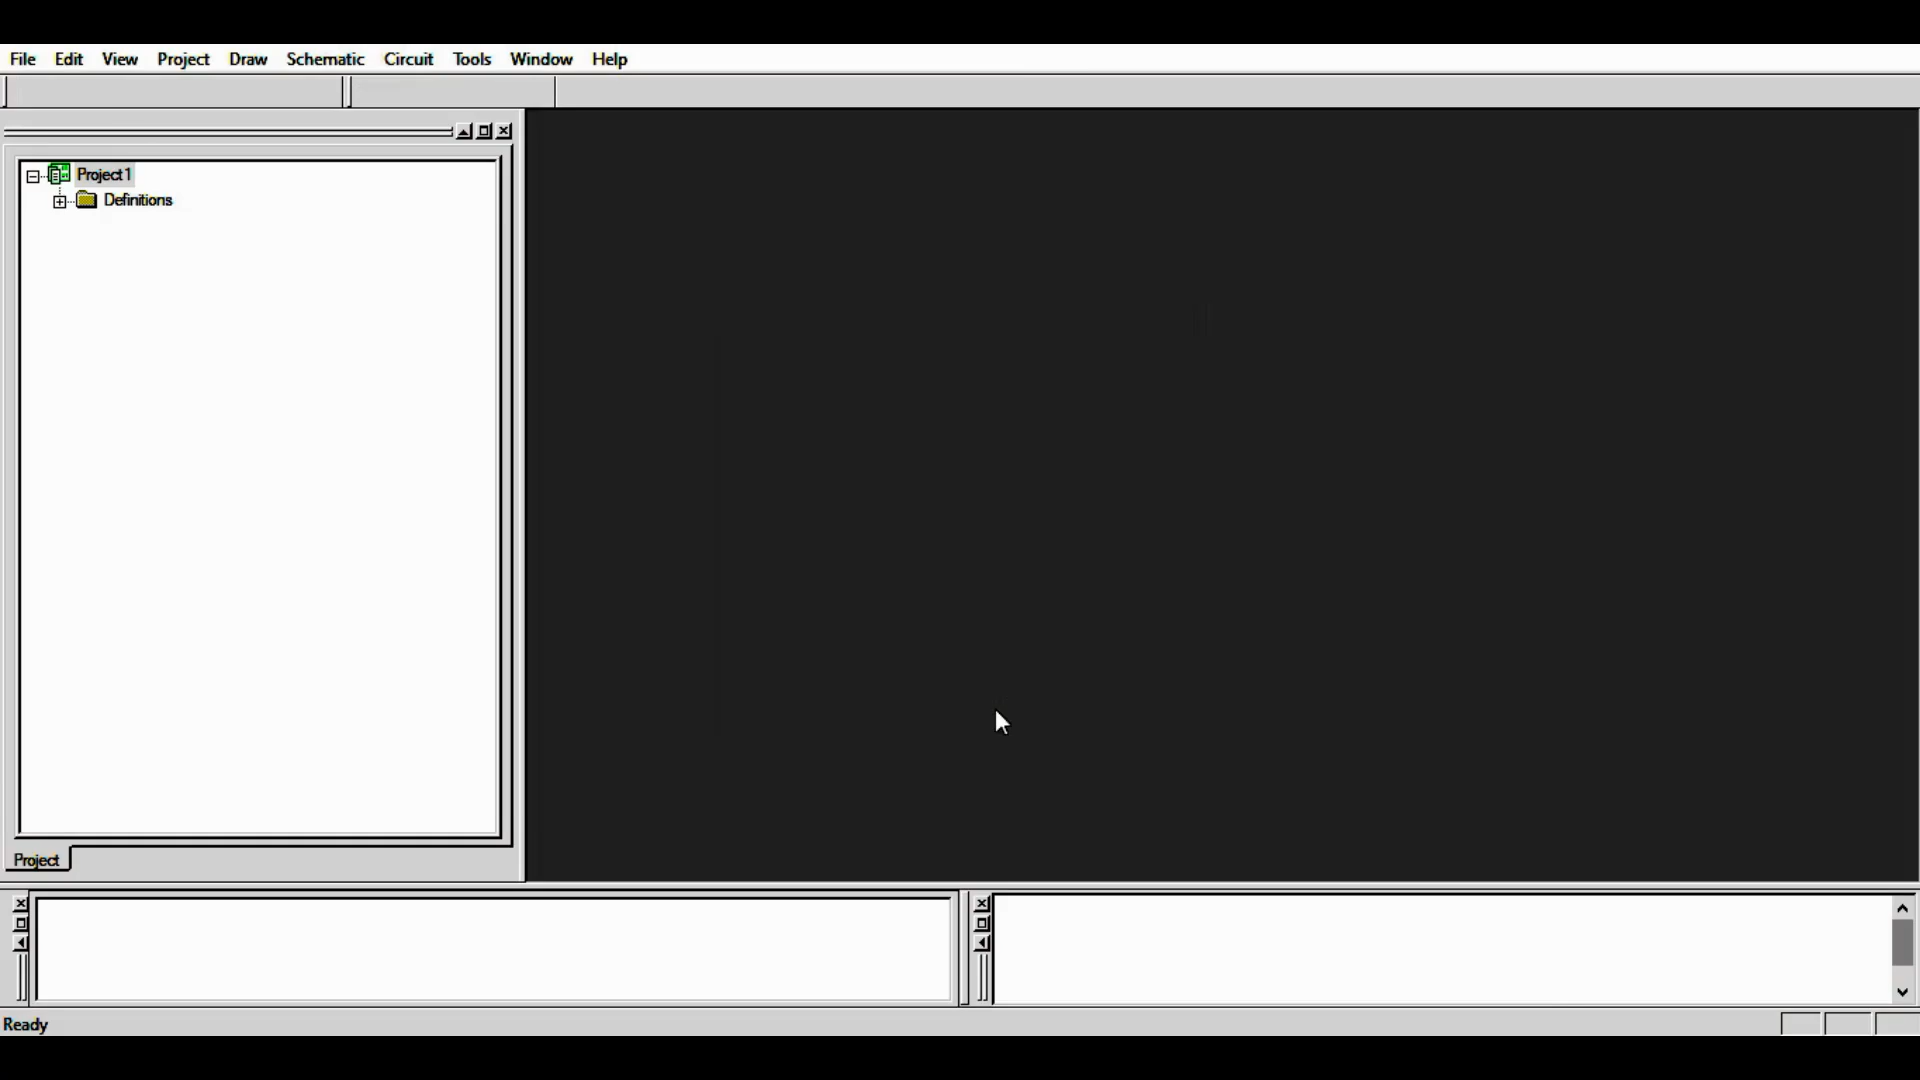 File Edit View Project Draw Schematic Circuit Tools Window Help
Project1
Definitions
Project
Ready